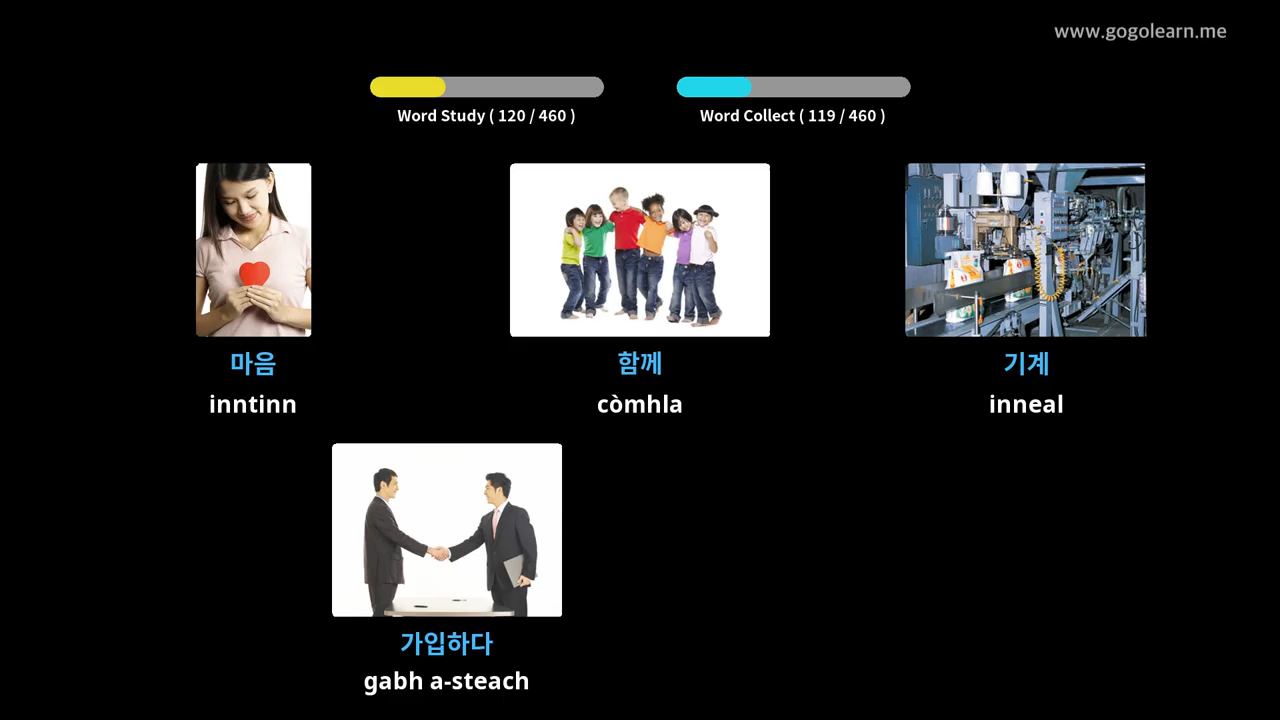 www.gogolearn.me
Word Study ( 120 / 460 )
Word Collect ( 119 / 460 )
마음
함께
기계
inntinn
còmhla
inneal
가입하다
gabh a-steach